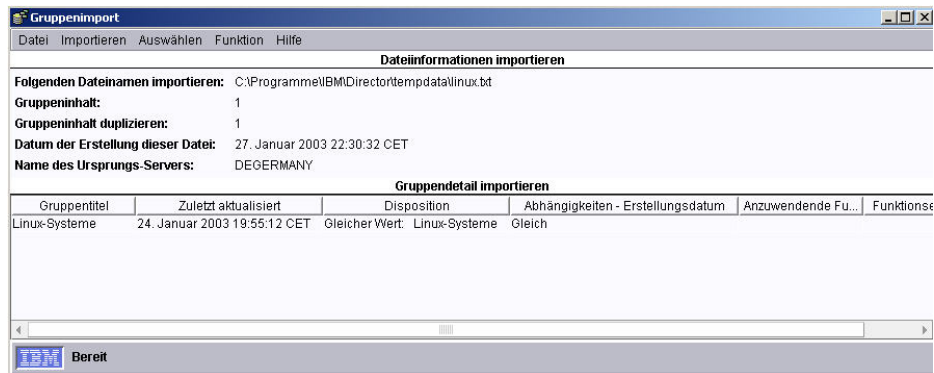 Gruppenimport
Datei Importieren Auswählen Funktion Hilfe
Dateiinformationen importieren
Folgenden Dateinamen importieren: C:\Programme\IBM\Director\tempdata\linux.txt
Gruppeninhalt: 1
Gruppeninhalt duplizieren: 1
Datum der Erstellung dieser Datei: 27. Januar 2003 22:30:32 CET
Name des Ursprungs-Servers: DEGERMANY
Gruppendetail importieren
Gruppentitel Zuletzt aktualisiert Disposition Abhängigkeiten - Erstellungsdatum Anzuwendende Fu... Funktionse
Linux-Systeme 24. Januar 2003 19:55:12 CET Gleicher Wert: Linux-Systeme Gleich
IBM Bereit